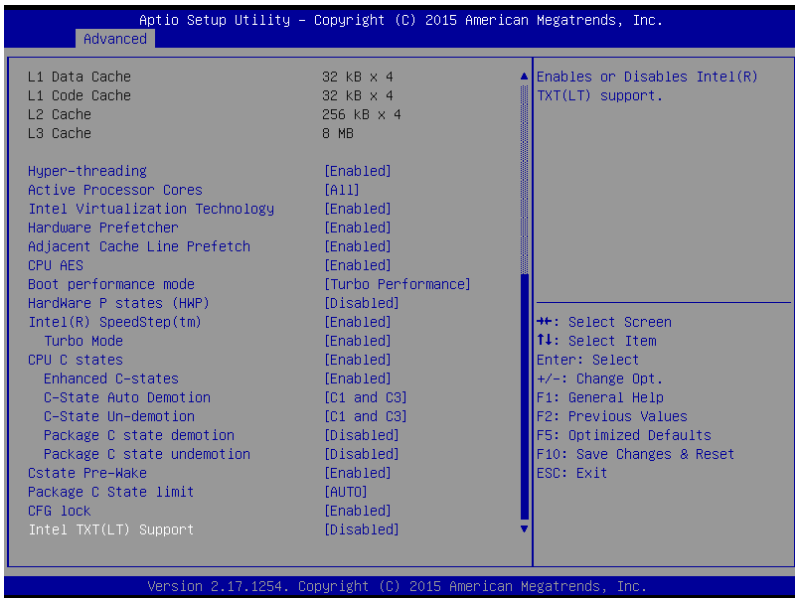 Aptio Setup Utility – Copyright (C) 2015 American Megatrends, Inc.
Advanced
L1 Data Cache 32 kB x 4
L1 Code Cache 32 kB x 4
L2 Cache 256 kB x 4
L3 Cache 8 MB
Hyper-threading [Enabled]
Active Processor Cores [All]
Intel Virtualization Technology [Enabled]
Hardware Prefetcher [Enabled]
Adjacent Cache Line Prefetch [Enabled]
CPU AES [Enabled]
Boot performance mode [Turbo Performance]
HardWare P states (HWP) [Disabled]
Intel(R) SpeedStep(tm) [Enabled]
Turbo Mode [Enabled]
CPU C states [Enabled]
Enhanced C-states [Enabled]
C-State Auto Demotion [C1 and C3]
C-State Un-demotion [C1 and C3]
Package C state demotion [Disabled]
Package C state undemotion [Disabled]
Cstate Pre-Wake [Enabled]
Package C State limit [AUTO]
CFG lock [Enabled]
Intel TXT(LT) Support [Disabled]
Enables or Disables Intel(R)
TXT(LT) support.
→←: Select Screen
↑↓: Select Item
Enter: Select
+/-: Change Opt.
F1: General Help
F2: Previous Values
F5: Optimized Defaults
F10: Save Changes & Reset
ESC: Exit
Version 2.17.1254. Copyright (C) 2015 American Megatrends, Inc.